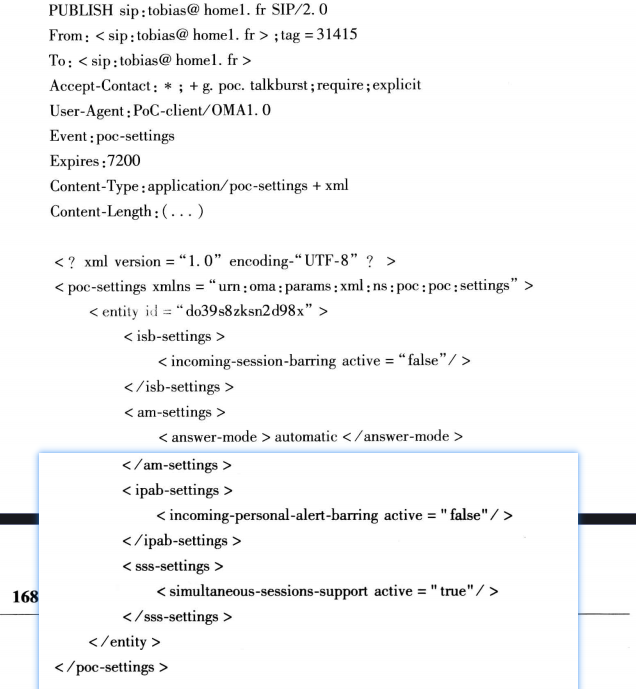 PUBLISH sip:tobias@ home1. fr SIP/2. 0
From: < sip:tobias@ home1. fr > ;tag = 31415
To: < sip:tobias@ home1. fr >
Accept-Contact: * ; + g. poc. talkburst;require;explicit
User-Agent:PoC-client/OMA1. 0
Event:poc-settings
Expires:7200
Content-Type:application/poc-settings + xml
Content-Length:(. . . )
< ? xml version = “1. 0” encoding-“UTF-8” ? >
< poc-settings xmlns = “urn:oma:params:xml:ns:poc:poc:settings” >
< entity id = “do39s8zksn2d98x” >
< isb-settings >
< incoming-session-barring active = “false”/ >
< /isb-settings >
< am-settings >
< answer-mode > automatic < /answer-mode >
< /am-settings >
< ipab-settings >
< incoming-personal-alert-barring active = "false"/ >
< /ipab-settings >
< sss-settings >
168 < simultaneous-sessions-support active = "true"/ >
< /sss-settings >
< /entity >
< /poc-settings >